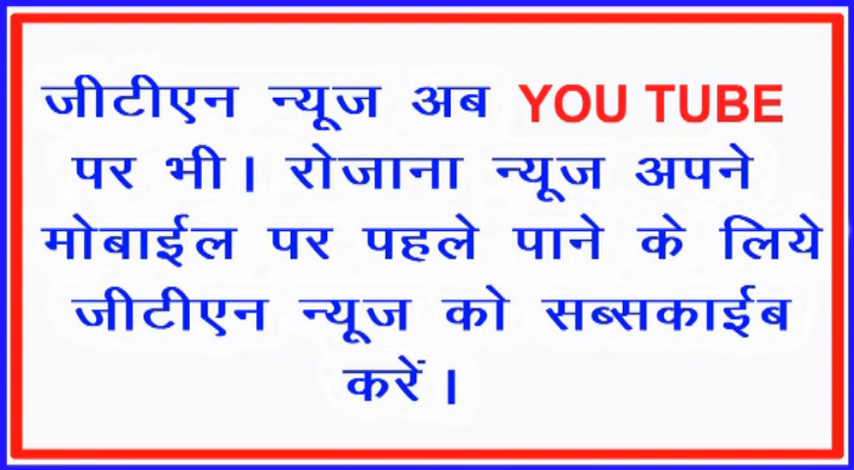 जीटीएन न्यूज अब YOU TUBE
पर भी। रोजाना न्यूज अपने
मोबाईल पर पहले पाने के लिये
जीटीएन न्यूज को सब्सकाईब
करें।